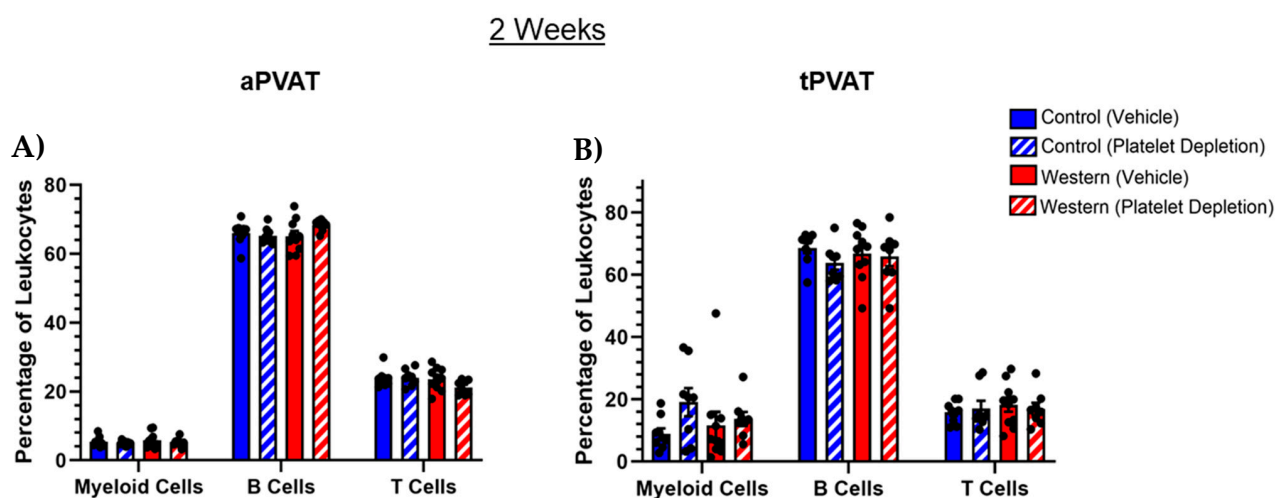 2 Weeks
aPVAT
tPVAT
Control (Vehicle)
Control (Platelet Depletion)
Western (Vehicle)
Western (Platelet Depletion)
A)
Percentage of Leukocytes
80
60
40
20
0
Myeloid Cells B Cells T Cells
B)
Percentage of Leukocytes
80
60
40
20
0
Myeloid Cells B Cells T Cells